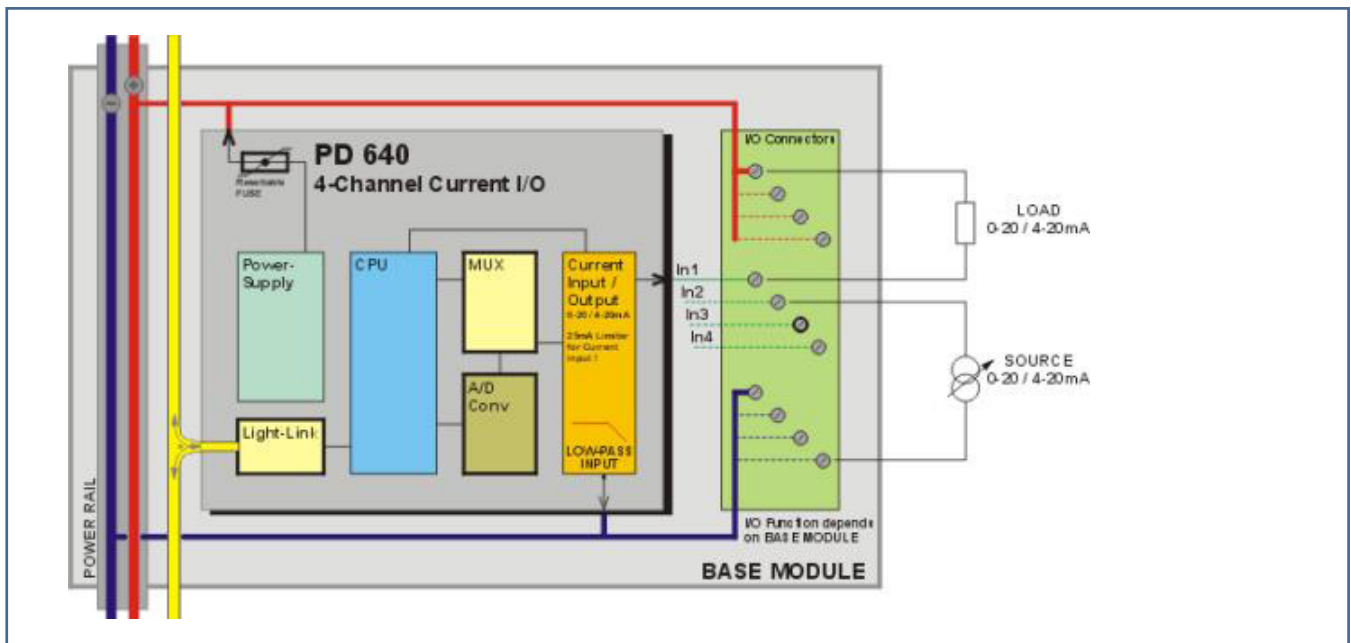 PD 640
4-Channel Current I/O
Resettable
FUSE
Power-
Supply
CPU
MUX
A/D
Conv
Light-Link
Current
Input /
Output
0-20 / 4-20mA
25mA Limiter
for Current
Input !
LOW-PASS
INPUT
I/O Connectors
In1
In2
In3
In4
LOAD
0-20 / 4-20mA
SOURCE
0-20 / 4-20mA
I/O Function depends
on BASE MODULE
POWER RAIL
BASE MODULE